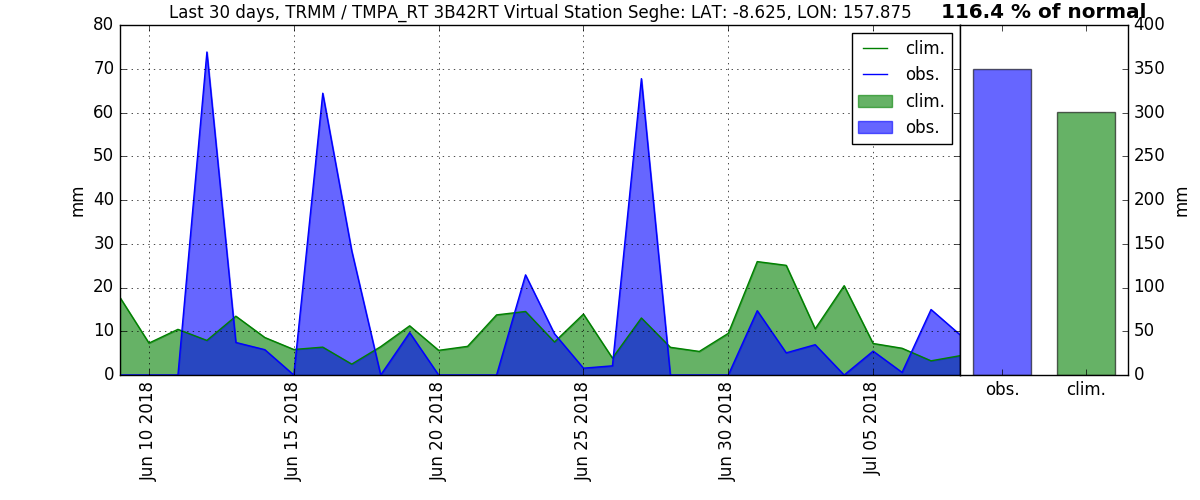 Last 30 days, TRMM / TMPA_RT 3B42RT Virtual Station Seghe: LAT: -8.625, LON: 157.875
116.4 % of normal
80
70
60
50
40
30
20
10
0
mm
clim.
obs.
clim.
obs.
400
350
300
250
200
150
100
50
0
mm
Jun 10 2018
Jun 15 2018
Jun 20 2018
Jun 25 2018
Jun 30 2018
Jul 05 2018
obs.
clim.